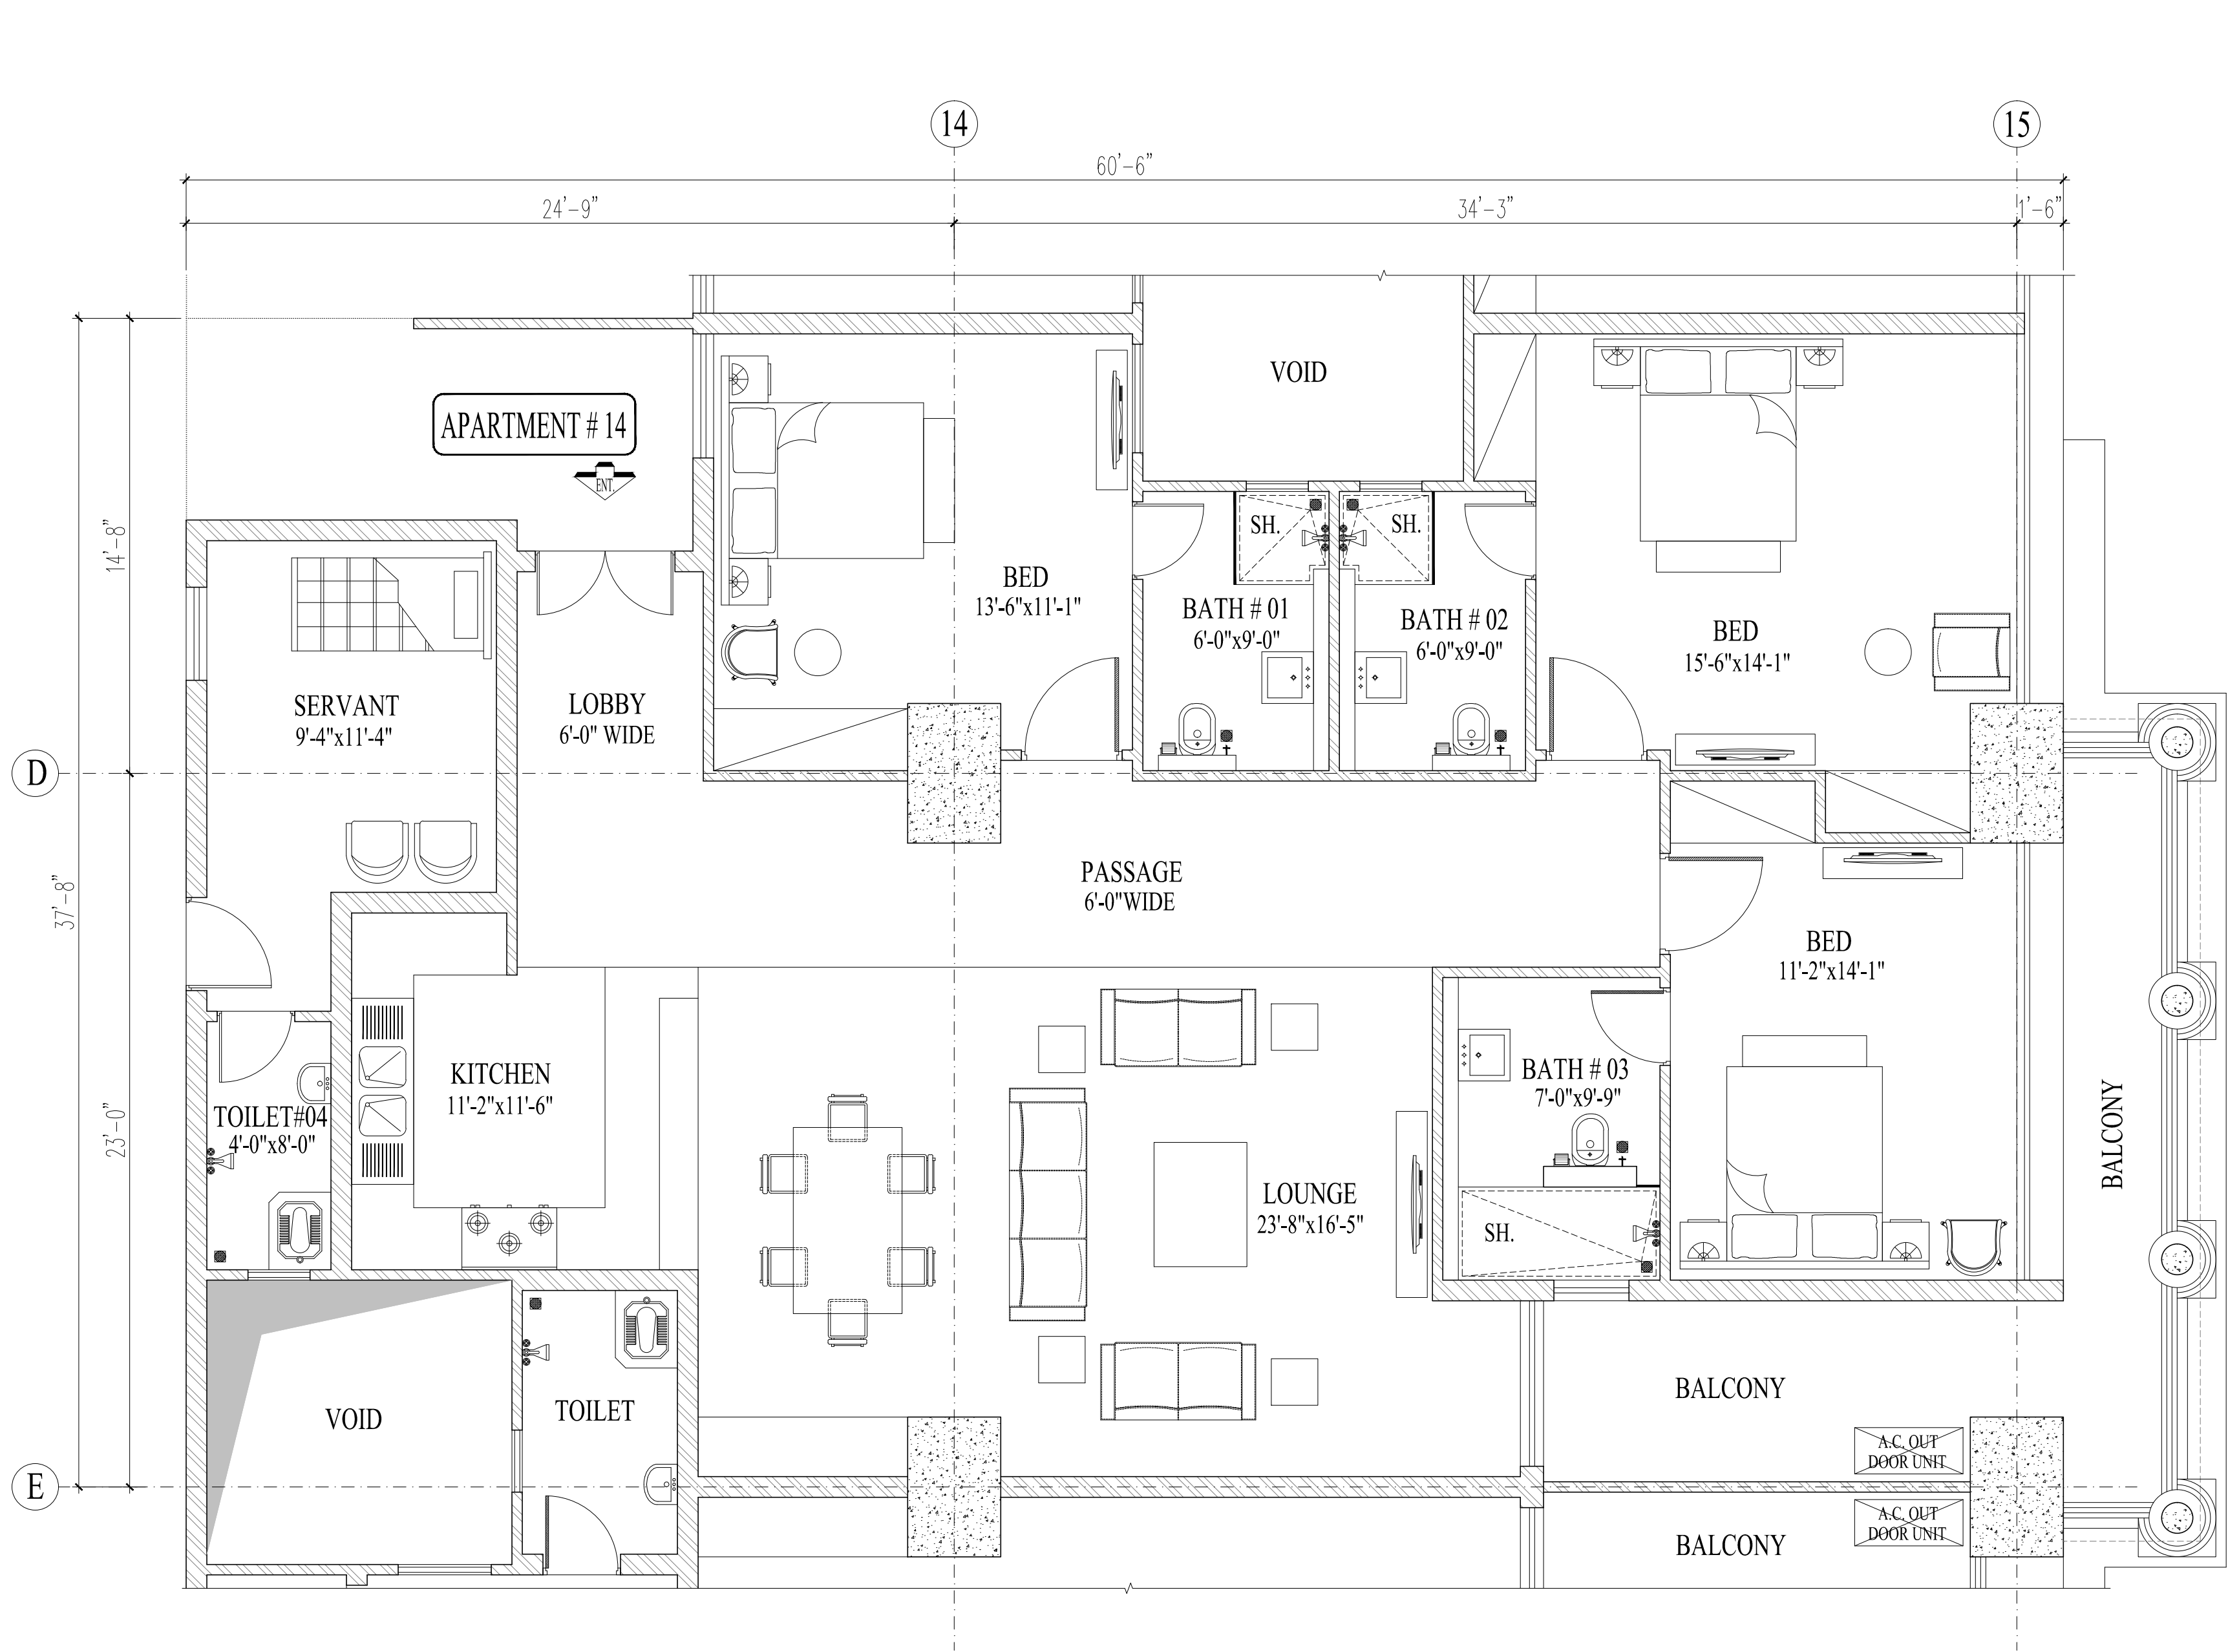 14
15
60'-6"
24'-9"
34'-3"
1'-6"
VOID
APARTMENT # 14
ENT.
SH.
SH.
14'-8"
BED
13'-6"x11'-1"
BATH # 01
6'-0"x9'-0"
BATH # 02
6'-0"x9'-0"
BED
15'-6"x14'-1"
SERVANT
9'-4"x11'-4"
LOBBY
6'-0" WIDE
D
PASSAGE
6'-0"WIDE
37'-8"
BED
11'-2"x14'-1"
KITCHEN
11'-2"x11'-6"
BATH # 03
7'-0"x9'-9"
TOILET#04
4'-0"x8'-0"
23'-0"
BALCONY
LOUNGE
23'-8"x16'-5"
SH.
BALCONY
VOID
TOILET
A.C. OUT
DOOR UNIT
E
A.C. OUT
DOOR UNIT
BALCONY